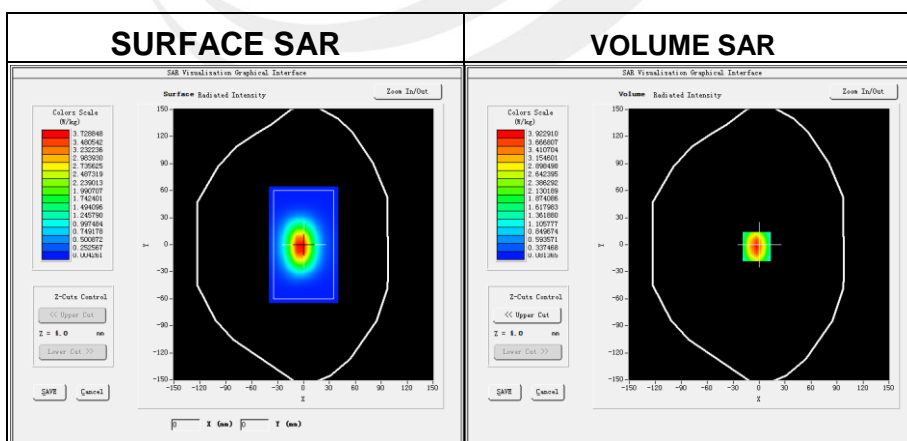 SURFACE SAR
VOLUME SAR
SAR Visualisation Graphical Interface
Surface Radiated Intensity
Zoom In/Out
Colors Scale
(W/kg)
3.728848
3.480542
3.232236
2.983930
2.735625
2.487319
2.239013
1.990707
1.742401
1.494096
1.245790
0.997484
0.749178
0.500872
0.252567
0.004261
Z-Cuts Control
<< Upper Cut
Z = 4.0 mm
Lower Cut >>
SAVE
Cancel
150
120
90
60
30
0
-30
-60
-90
-120
-150
Y
-150 -120 -90 -60 -30 0 30 60 90 120 150
X
0 X (mm) 0 Y (mm)
SAR Visualisation Graphical Interface
Volume Radiated Intensity
Zoom In/Out
Colors Scale
(W/kg)
3.922910
3.666807
3.410704
3.154601
2.898498
2.642395
2.386292
2.130189
1.874086
1.617983
1.361880
1.105777
0.849674
0.593571
0.337468
0.081365
Z-Cuts Control
<< Upper Cut
Z = 4.0 mm
Lower Cut >>
SAVE
Cancel
150
120
90
60
30
0
-30
-60
-90
-120
-150
Y
-150 -120 -90 -60 -30 0 30 60 90 120 150
X